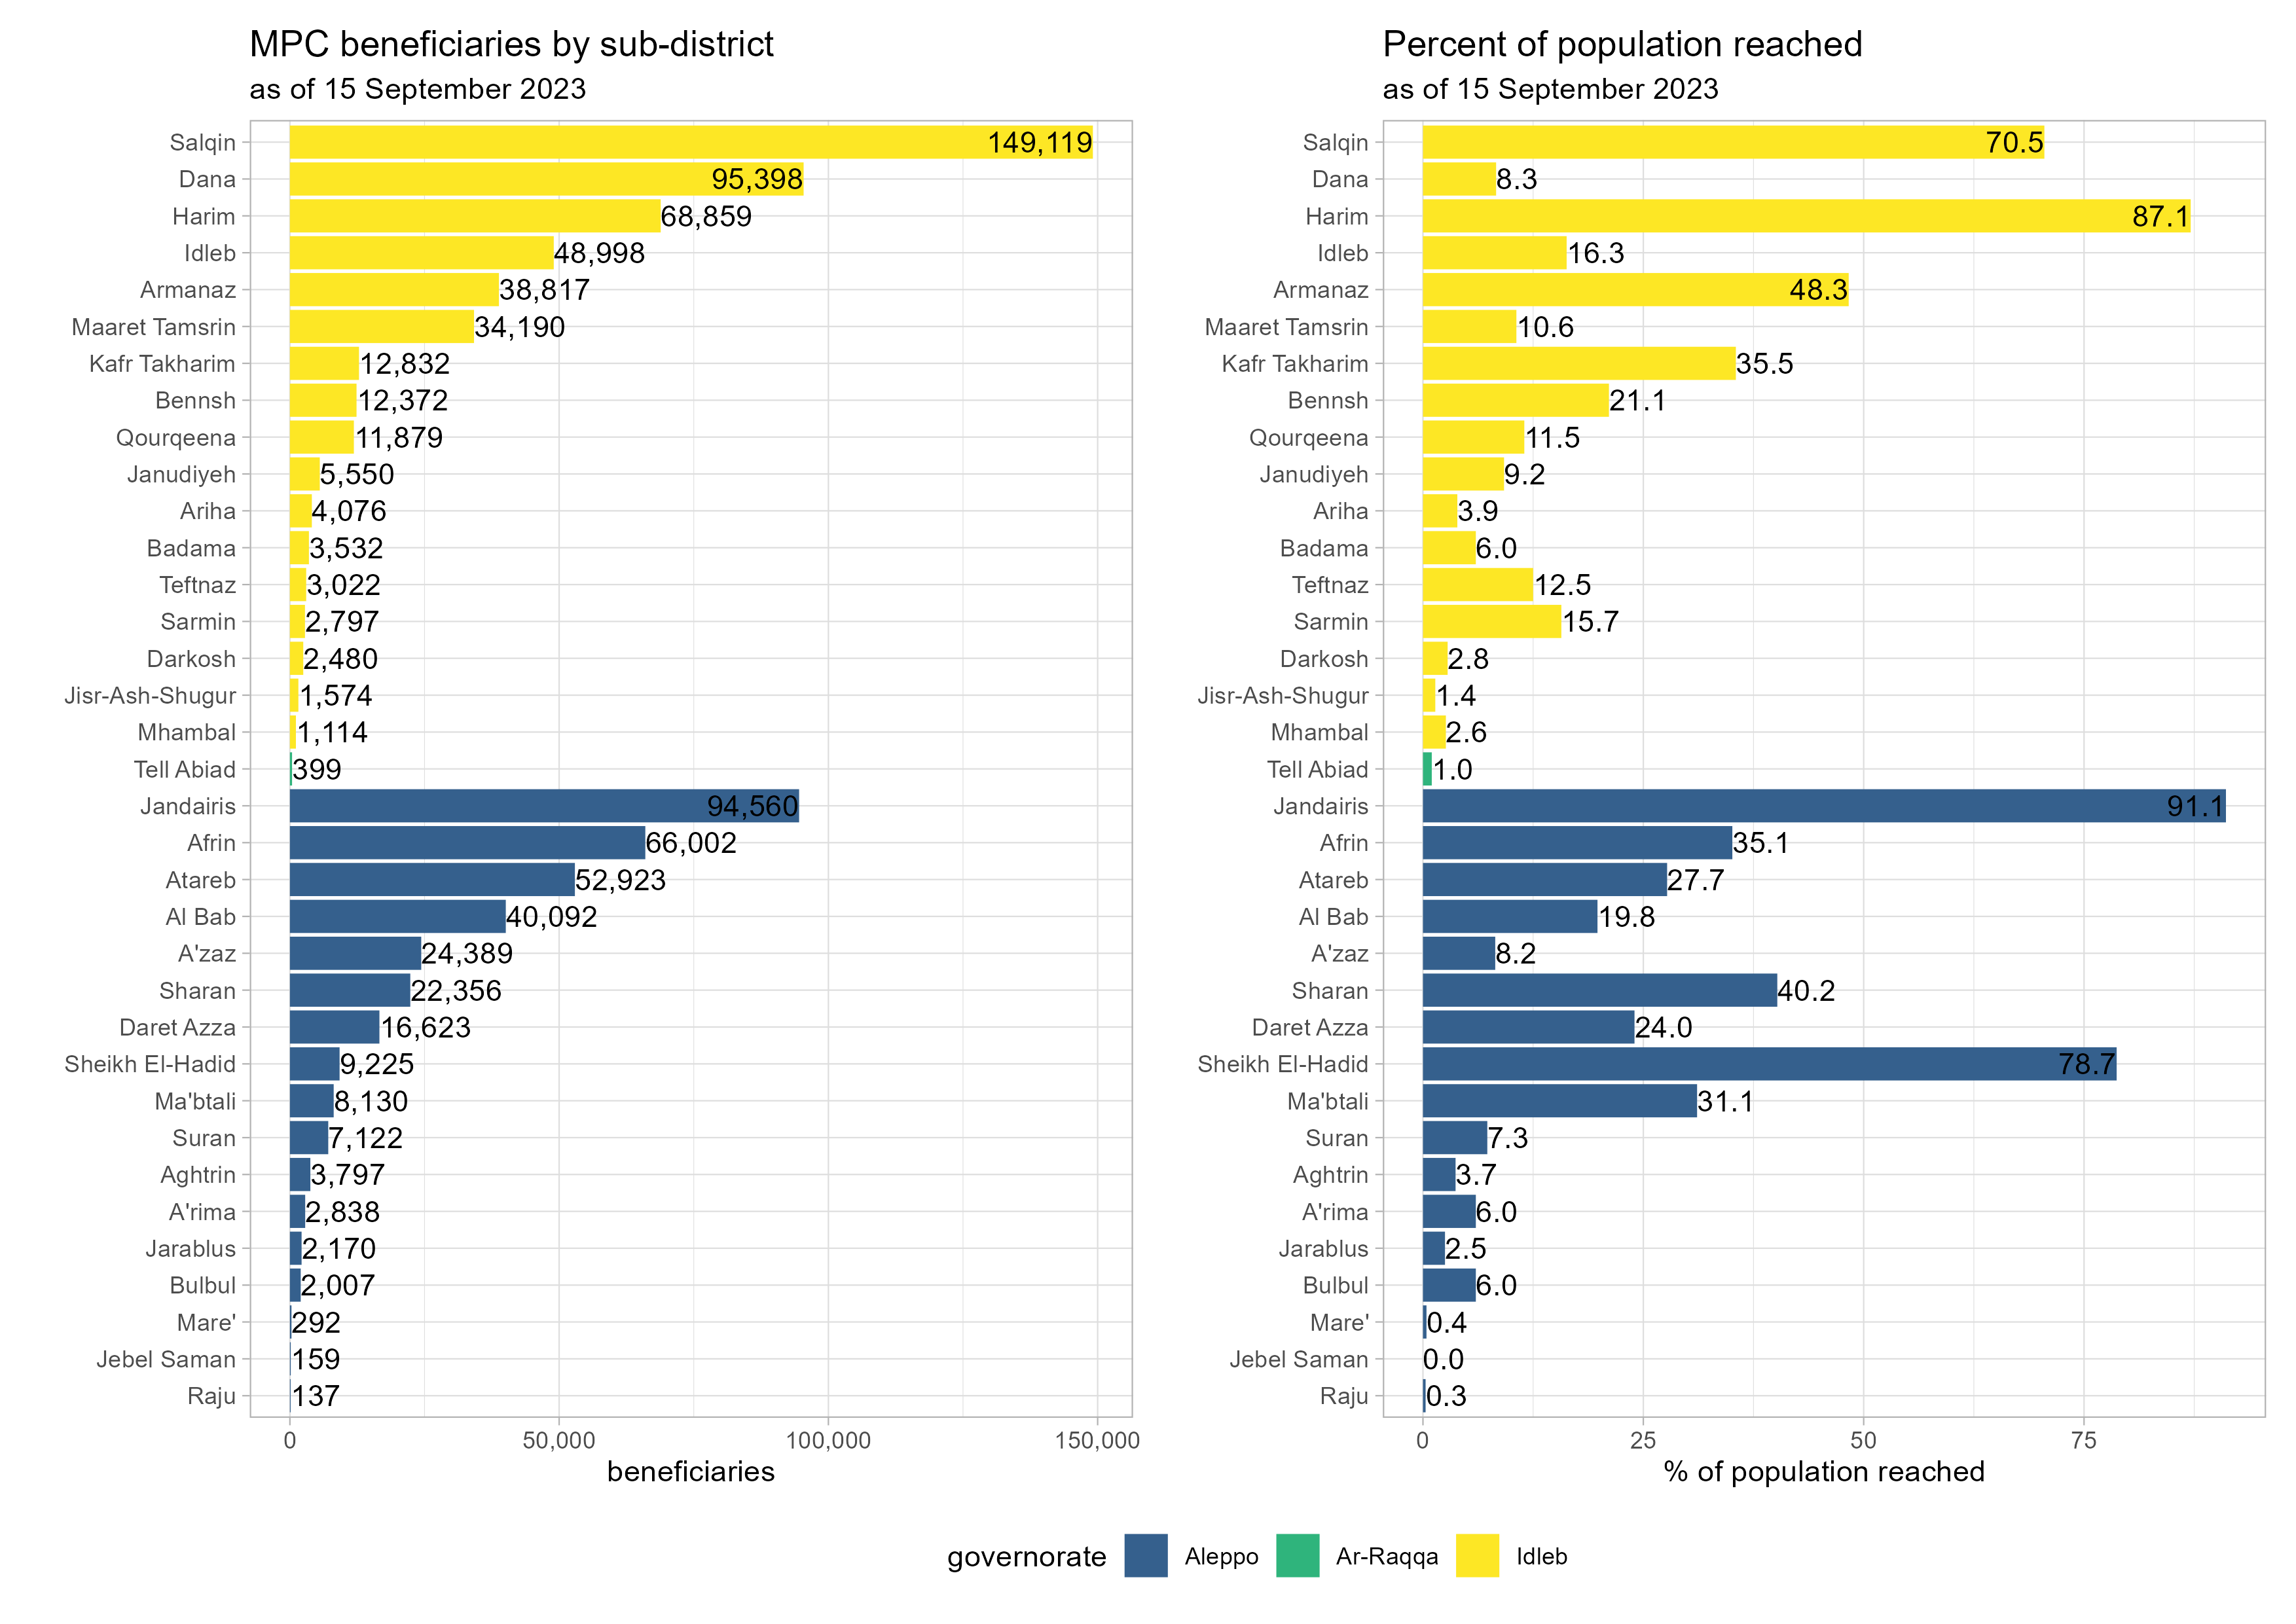 MPC beneficiaries by sub-district
as of 15 September 2023
Salqin 149,119
Dana 95,398
Harim 68,859
Idleb 48,998
Armanaz 38,817
Maaret Tamsrin 34,190
Kafr Takharim 12,832
Bennsh 12,372
Qourqeena 11,879
Janudiyeh 5,550
Ariha 4,076
Badama 3,532
Teftnaz 3,022
Sarmin 2,797
Darkosh 2,480
Jisr-Ash-Shugur 1,574
Mhambal 1,114
Tell Abiad 399
Jandairis 94,560
Afrin 66,002
Atareb 52,923
Al Bab 40,092
A'zaz 24,389
Sharan 22,356
Daret Azza 16,623
Sheikh El-Hadid 9,225
Ma'btali 8,130
Suran 7,122
Aghtrin 3,797
A'rima 2,838
Jarablus 2,170
Bulbul 2,007
Mare' 292
Jebel Saman 159
Raju 137
0 50,000 100,000 150,000
beneficiaries
Percent of population reached
as of 15 September 2023
Salqin 70.5
Dana 8.3
Harim 87.1
Idleb 16.3
Armanaz 48.3
Maaret Tamsrin 10.6
Kafr Takharim 35.5
Bennsh 21.1
Qourqeena 11.5
Janudiyeh 9.2
Ariha 3.9
Badama 6.0
Teftnaz 12.5
Sarmin 15.7
Darkosh 2.8
Jisr-Ash-Shugur 1.4
Mhambal 2.6
Tell Abiad 1.0
Jandairis 91.1
Afrin 35.1
Atareb 27.7
Al Bab 19.8
A'zaz 8.2
Sharan 40.2
Daret Azza 24.0
Sheikh El-Hadid 78.7
Ma'btali 31.1
Suran 7.3
Aghtrin 3.7
A'rima 6.0
Jarablus 2.5
Bulbul 6.0
Mare' 0.4
Jebel Saman 0.0
Raju 0.3
0 25 50 75
% of population reached
governorate Aleppo Ar-Raqqa Idleb